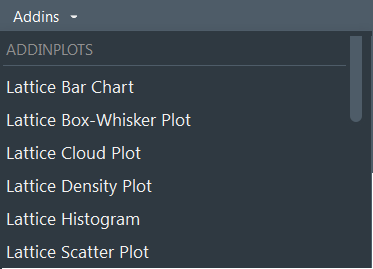 Addins
ADDINPLOTS
Lattice Bar Chart
Lattice Box-Whisker Plot
Lattice Cloud Plot
Lattice Density Plot
Lattice Histogram
Lattice Scatter Plot